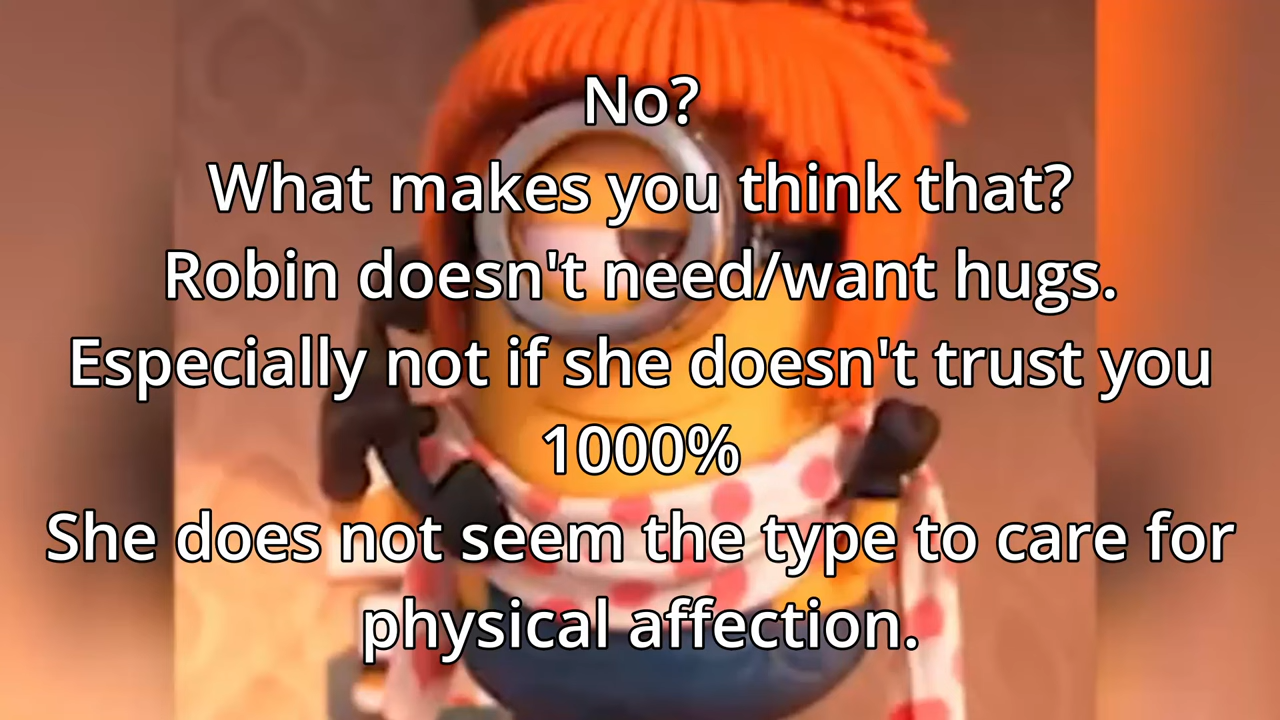 No?
What makes you think that?
Robin doesn't need/want hugs.
Especially not if she doesn't trust you
1000%
She does not seem the type to care for
physical affection.